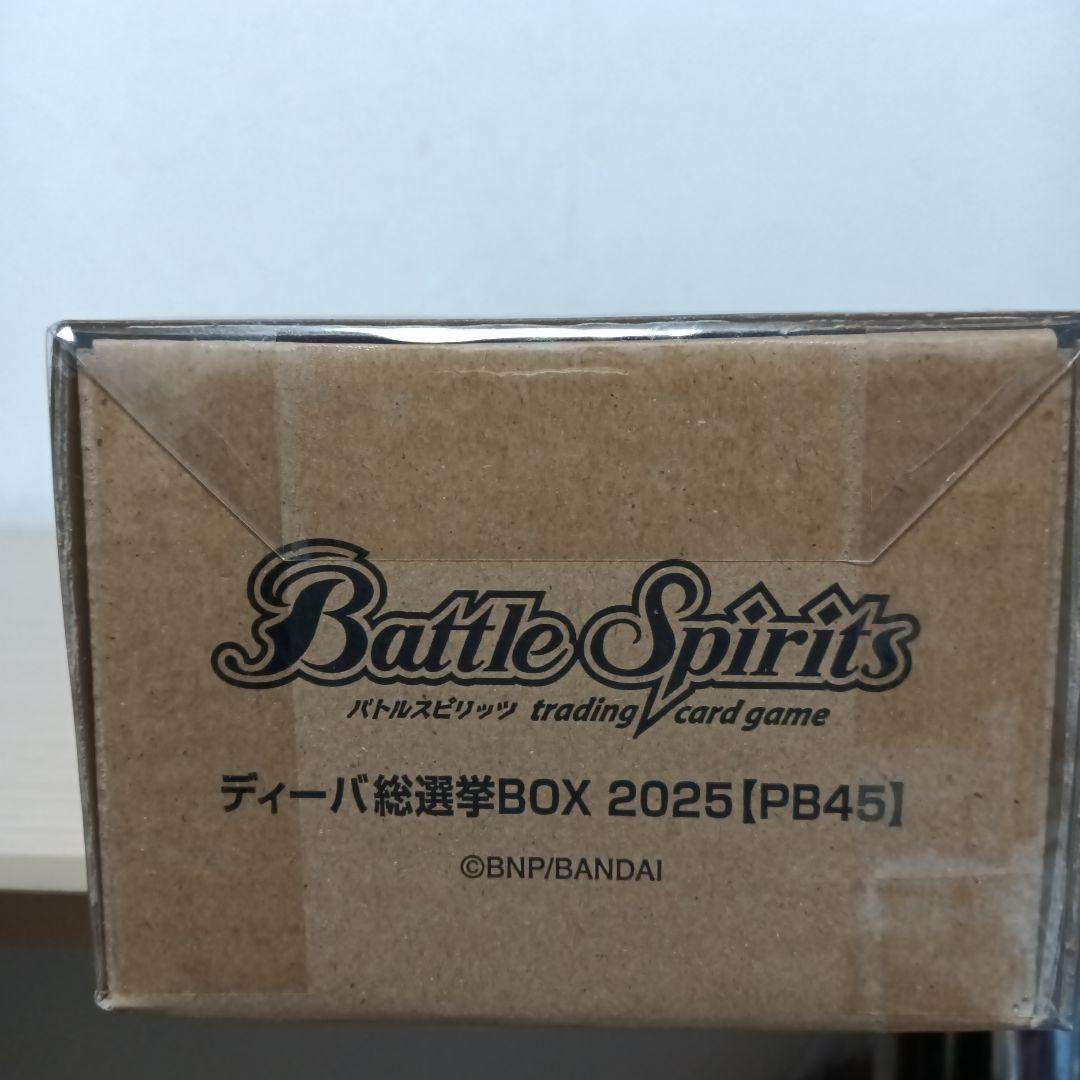 Battle Spirits
バトルスピリッツ trading card game
ディーバ総選挙BOX 2025【PB45】
©BNP/BANDAI